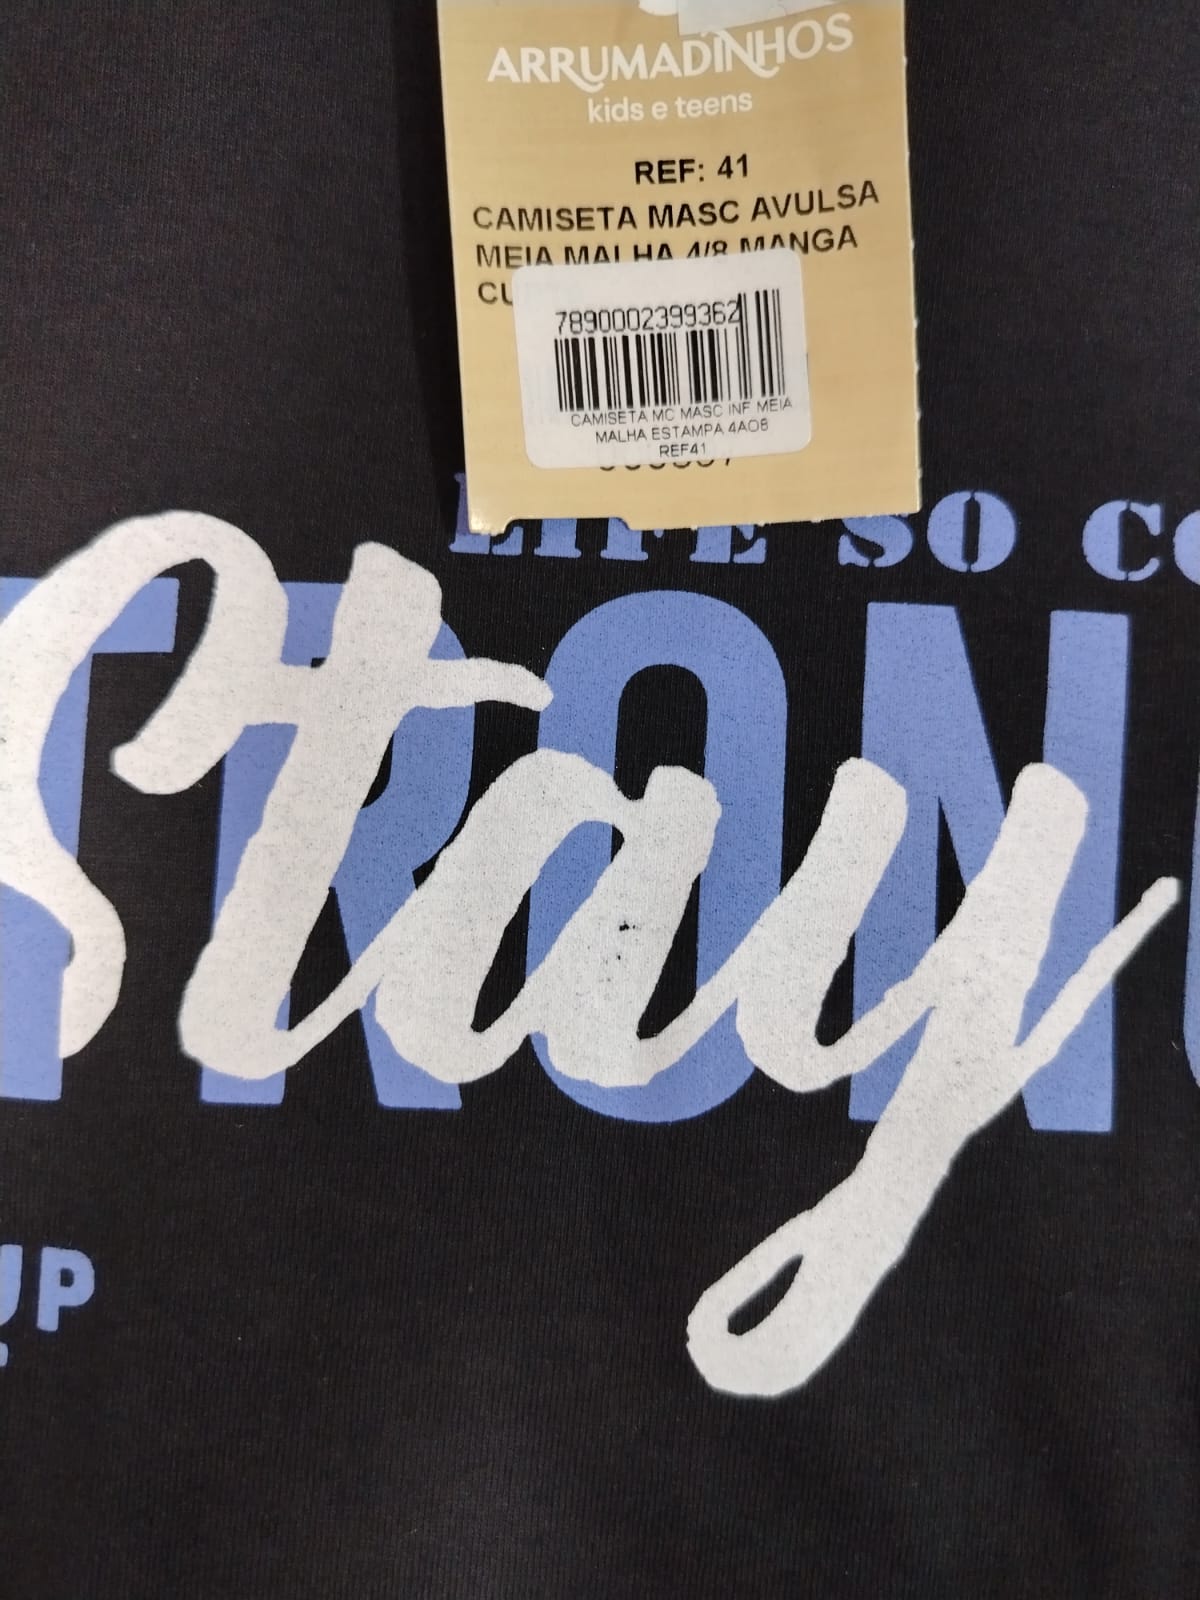 ARRUMADINHOS
kids e teens
REF: 41
CAMISETA MASC AVULSA
MEIA MALHA 4/8 MANGA
7890002399362
CAMISETA MC MASC INF MEIA
MALHA ESTAMPA 4AO8
REF41
LIFE SO
TRON
Stay
UP